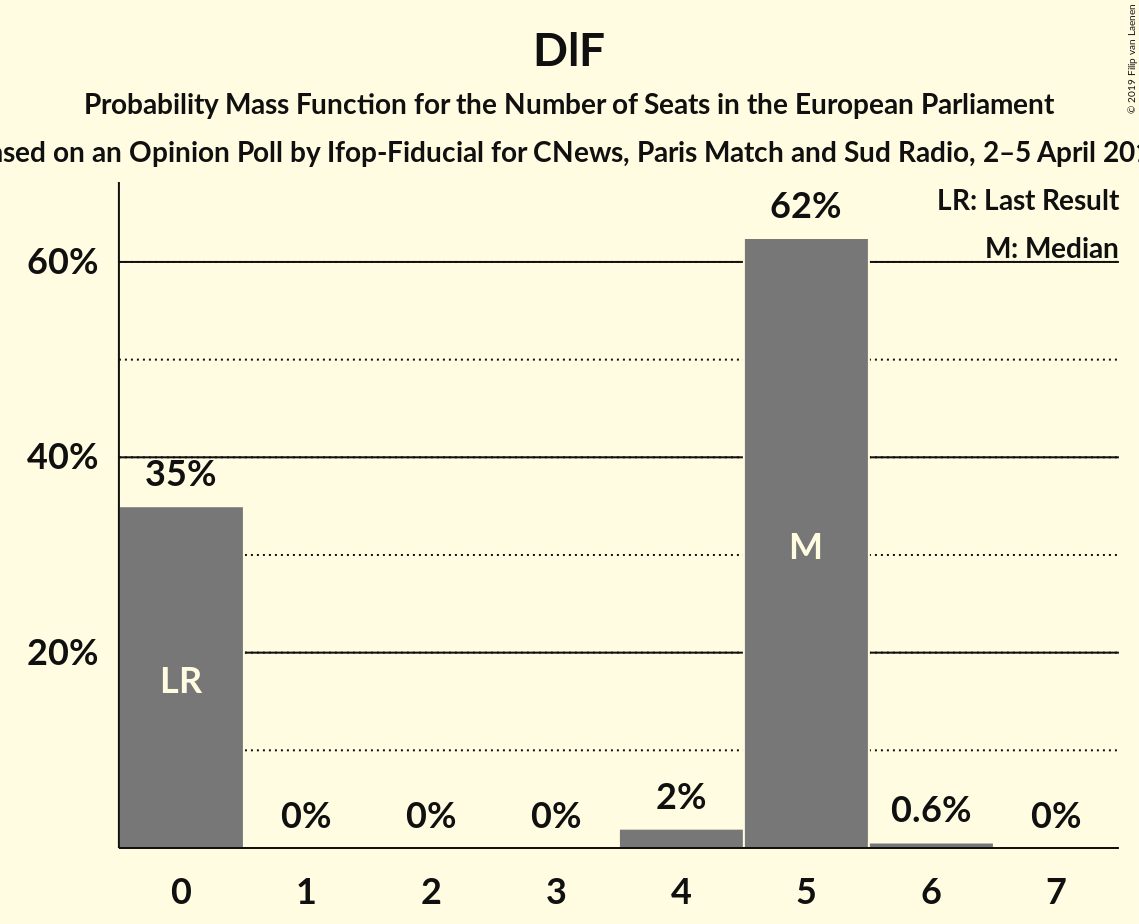 DlF
Probability Mass Function for the Number of Seats in the European Parliament
on an Opinion Poll by Ifop-Fiducial for CNews, Paris Match and Sud Radio, 2–5 April
LR: Last Result
M: Median
© 2019 Filip van Laenen
62%
60%
40%
35%
M
20%
LR
0%
0%
0%
2%
0.6%
0%
0
1
2
3
4
5
6
7